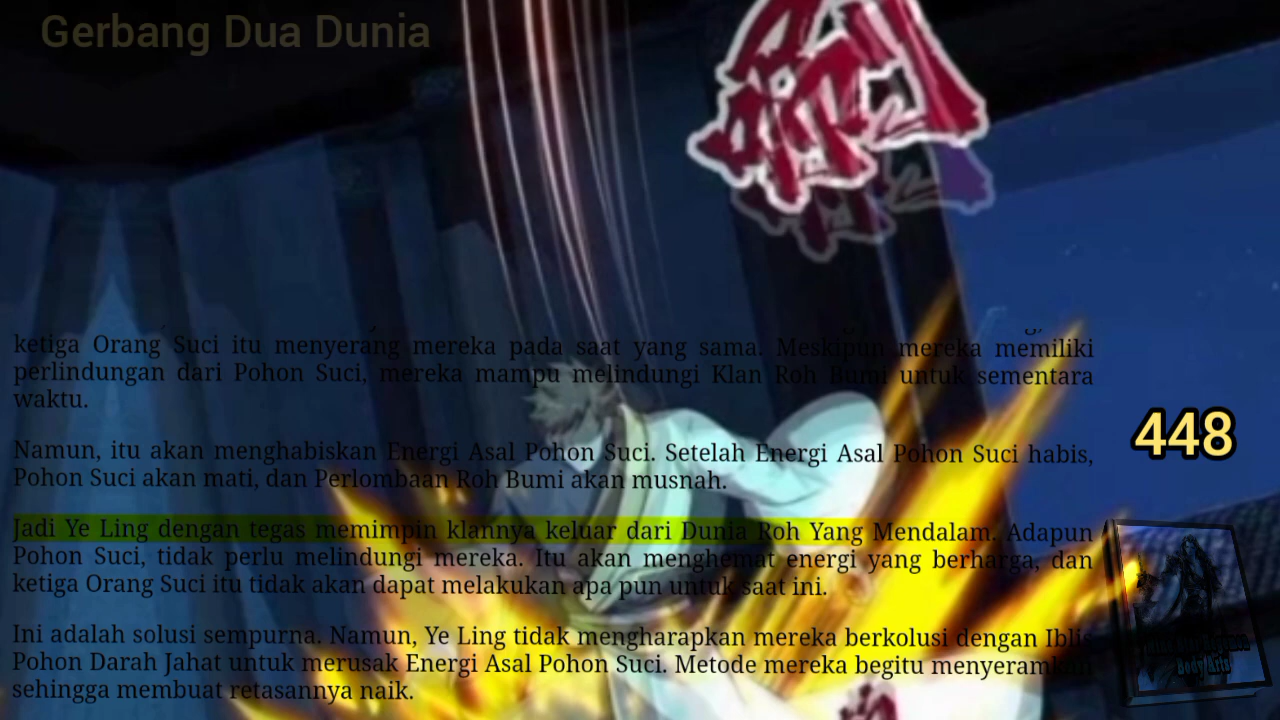 Gerbang Dua Dunia
ketiga Orang Suci itu menyerang mereka pada saat yang sama. Meskipun mereka memiliki
perlindungan dari Pohon Suci, mereka mampu melindungi Klan Roh Bumi untuk sementara
waktu.
Namun, itu akan menghabiskan Energi Asal Pohon Suci. Setelah Energi Asal Pohon Suci habis,
Pohon Suci akan mati, dan Perlombaan Roh Bumi akan musnah.
448
Jadi Ye Ling dengan tegas memimpin klannya keluar dari Dunia Roh Yang Mendalam. Adapun
Pohon Suci, tidak perlu melindungi mereka. Itu akan menghemat energi yang berharga, dan
ketiga Orang Suci itu tidak akan dapat melakukan apa pun untuk saat ini.
Ini adalah solusi sempurna. Namun, Ye Ling tidak mengharapkan mereka berkolusi dengan Iblis
Pohon Darah Jahat untuk merusak Energi Asal Pohon Suci. Metode mereka begitu menyeramkan
sehingga membuat retasannya naik.
Body Arts